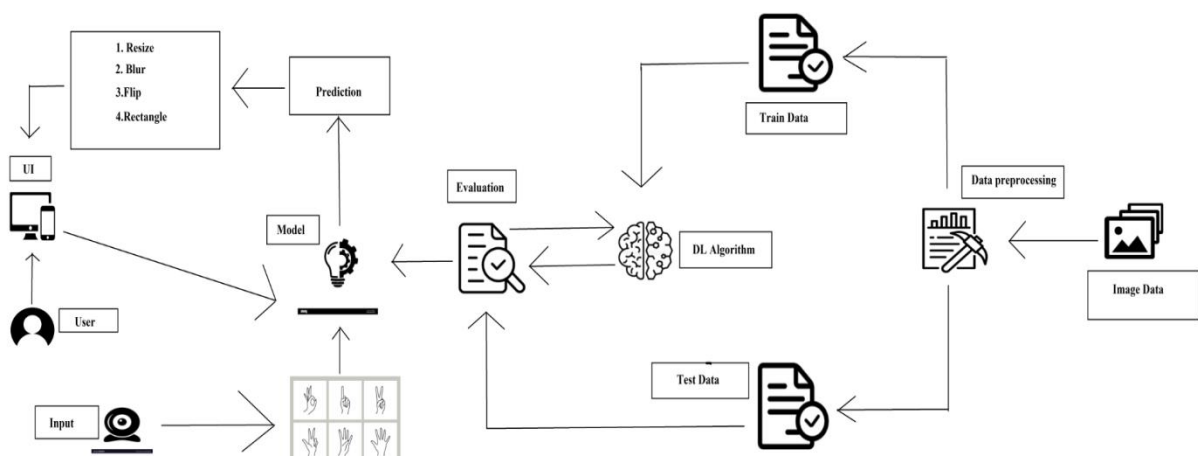 1. Resize
2. Blur
3.Flip
4.Rectangle
Prediction
Train Data
UI
Evaluation
Data preprocessing
Model
DL Algorithm
Image Data
User
Test Data
Input